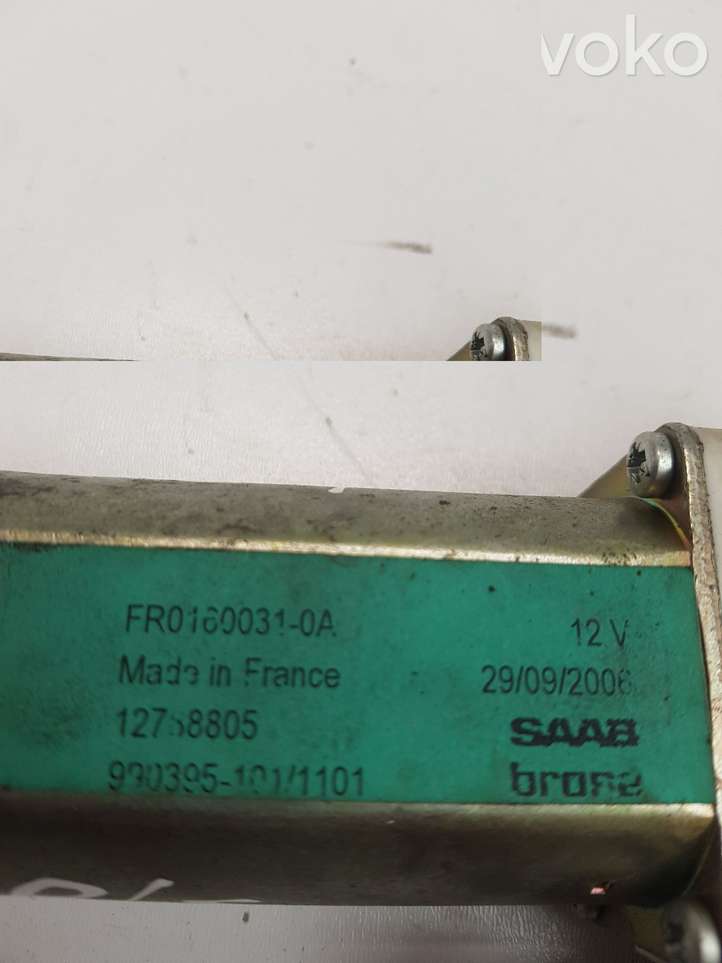 voko
FR0160031-0A
12 V
Made in France
29/09/2006
12758805
SAAB
990395-101/1101
brose